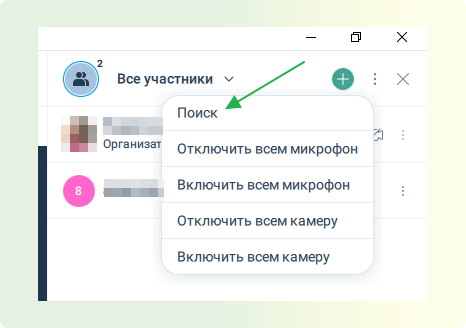 2
Все участники
Поиск
Организат
Отключить всем микрофон
Включить всем микрофон
8
Отключить всем камеру
Включить всем камеру